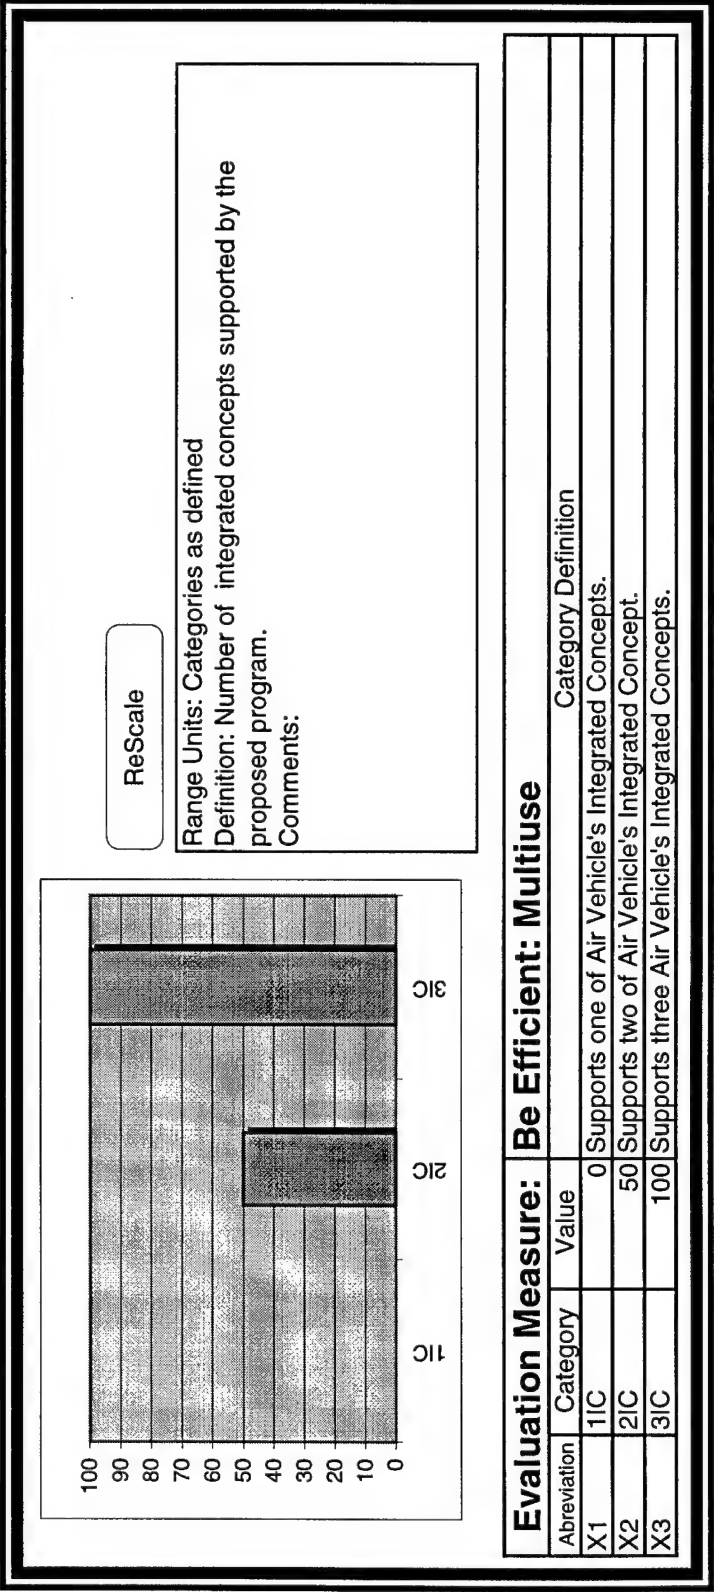 100
90
80
70
60
50
40
30
20
10
0
1IC
2IC
3IC
ReScale
Range Units: Categories as defined
Definition: Number of integrated concepts supported by the
proposed program.
Comments:
Evaluation Measure: Be Efficient: Multiuse
Abreviation Category Value Category Definition
X1 1IC 0 Supports one of Air Vehicle's Integrated Concepts.
X2 2IC 50 Supports two of Air Vehicle's Integrated Concept.
X3 3IC 100 Supports three Air Vehicle's Integrated Concepts.